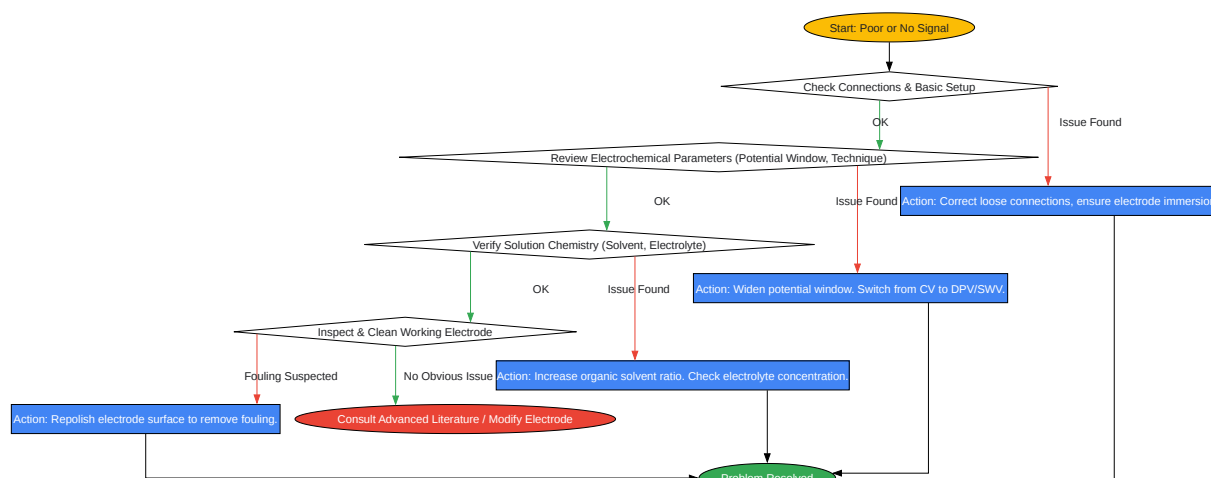 Start: Poor or No Signal
Check Connections & Basic Setup
OK
Issue Found
Review Electrochemical Parameters (Potential Window, Technique)
OK
Issue Found
Action: Correct loose connections, ensure electrode immersion
Verify Solution Chemistry (Solvent, Electrolyte)
OK
Issue Found
Action: Widen potential window. Switch from CV to DPV/SWV.
Inspect & Clean Working Electrode
Fouling Suspected
No Obvious Issue
Action: Increase organic solvent ratio. Check electrolyte concentration.
Action: Repolish electrode surface to remove fouling.
Consult Advanced Literature / Modify Electrode
Problem Resolved